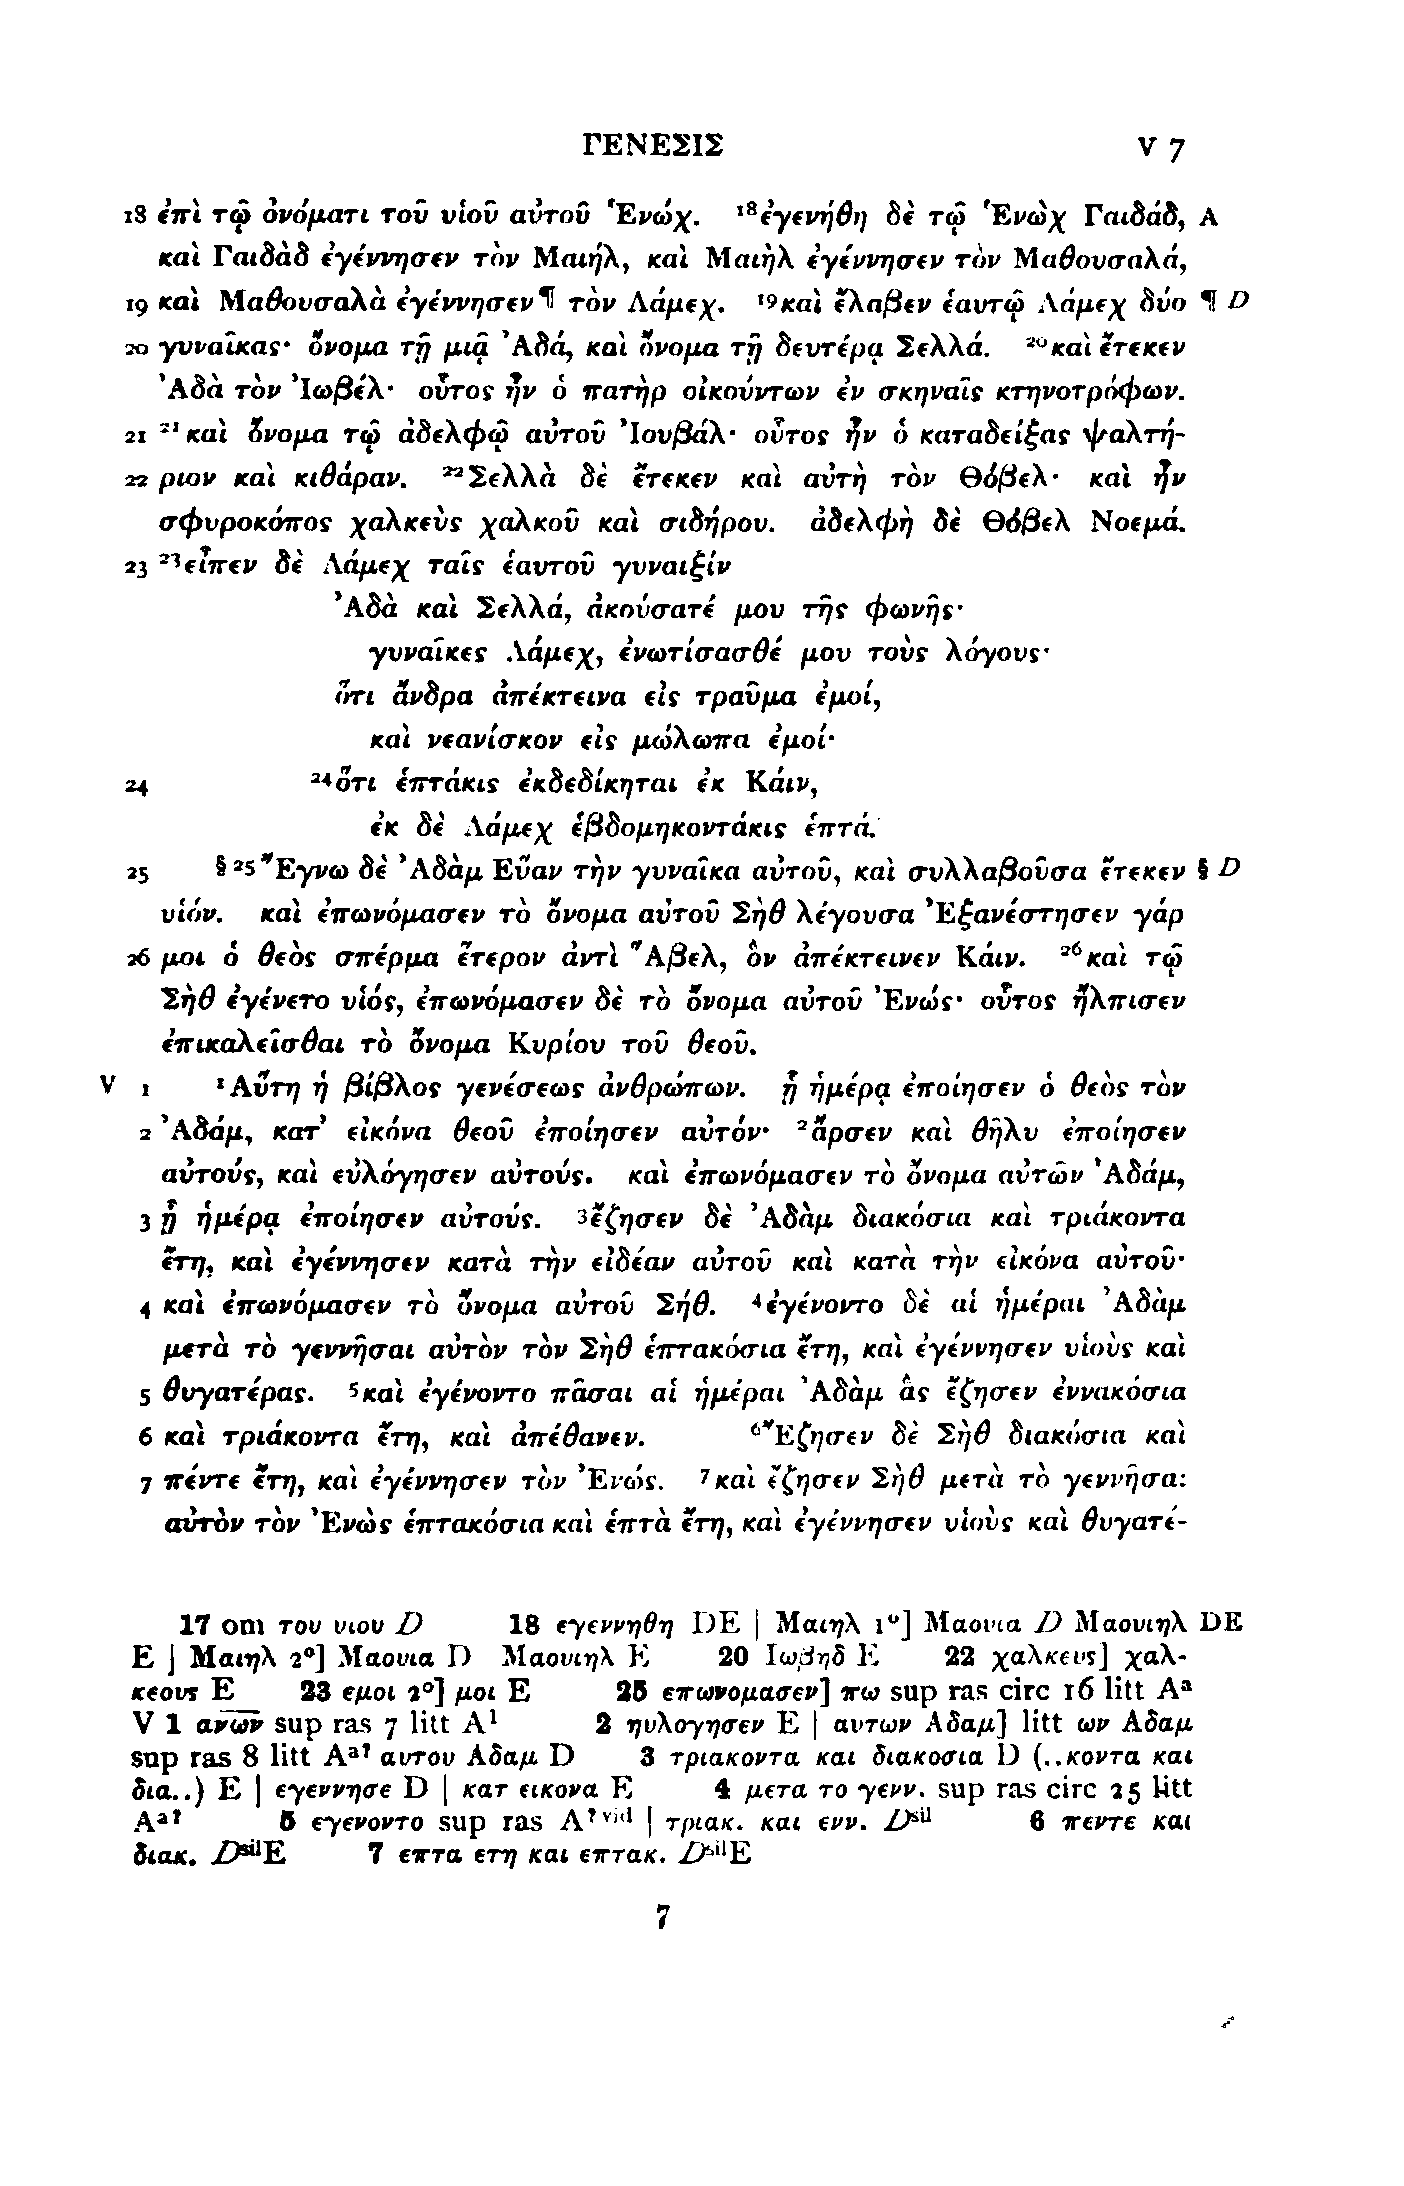 ΓΕΝΕΣΙΣ V 7
18 ἐπὶ τῷ ὀνόματι τοῦ υἱοῦ αὐτοῦ Ἑνώχ. ¹⁸ἐγενήθη δὲ τῷ Ἑνὼχ Γαιδάδ, A
καὶ Γαιδὰδ ἐγέννησεν τὸν Μαιήλ, καὶ Μαιὴλ ἐγέννησεν τὸν Μαθουσαλά,
19 καὶ Μαθουσαλὰ ἐγέννησεν¶ τὸν Λάμεχ. ¹⁹καὶ ἔλαβεν ἑαυτῷ Λάμεχ δύο ¶ D
20 γυναῖκας· ὄνομα τῇ μιᾷ Ἀδά, καὶ ὄνομα τῇ δευτέρᾳ Σελλά. ²⁰καὶ ἔτεκεν
Ἀδὰ τὸν Ἰωβέλ· οὗτος ἦν ὁ πατὴρ οἰκούντων ἐν σκηναῖς κτηνοτρόφων.
21 ²¹καὶ ὄνομα τῷ ἀδελφῷ αὐτοῦ Ἰουβάλ· οὗτος ἦν ὁ καταδείξας ψαλτή-
22 ριον καὶ κιθάραν. ²²Σελλὰ δὲ ἔτεκεν καὶ αὐτὴ τὸν Θόβελ· καὶ ἦν
σφυροκόπος χαλκεὺς χαλκοῦ καὶ σιδήρου. ἀδελφὴ δὲ Θόβελ Νοεμά.
23 ²³εἶπεν δὲ Λάμεχ ταῖς ἑαυτοῦ γυναιξίν
Ἀδὰ καὶ Σελλά, ἀκούσατέ μου τῆς φωνῆς·
γυναῖκες Λάμεχ, ἐνωτίσασθέ μου τοὺς λόγους·
ὅτι ἄνδρα ἀπέκτεινα εἰς τραῦμα ἐμοί,
καὶ νεανίσκον εἰς μώλωπα ἐμοί·
24 ²⁴ὅτι ἑπτάκις ἐκδεδίκηται ἐκ Κάιν,
ἐκ δὲ Λάμεχ ἑβδομηκοντάκις ἑπτά.
25 § ²⁵Ἔγνω δὲ Ἀδὰμ Εὕαν τὴν γυναῖκα αὐτοῦ, καὶ συλλαβοῦσα ἔτεκεν § D
υἱόν. καὶ ἐπωνόμασεν τὸ ὄνομα αὐτοῦ Σὴθ λέγουσα Ἐξανέστησεν γάρ
26 μοι ὁ θεὸς σπέρμα ἕτερον ἀντὶ Ἅβελ, ὃν ἀπέκτεινεν Κάιν. ²⁶καὶ τῷ
Σὴθ ἐγένετο υἱός, ἐπωνόμασεν δὲ τὸ ὄνομα αὐτοῦ Ἐνώς· οὗτος ἤλπισεν
ἐπικαλεῖσθαι τὸ ὄνομα Κυρίου τοῦ θεοῦ.
V 1 ¹Αὕτη ἡ βίβλος γενέσεως ἀνθρώπων. ᾗ ἡμέρᾳ ἐποίησεν ὁ θεὸς τὸν
2 Ἀδάμ, κατ’ εἰκόνα θεοῦ ἐποίησεν αὐτόν· ²ἄρσεν καὶ θῆλυ ἐποίησεν
αὐτούς, καὶ εὐλόγησεν αὐτούς. καὶ ἐπωνόμασεν τὸ ὄνομα αὐτῶν Ἀδάμ,
3 ᾗ ἡμέρᾳ ἐποίησεν αὐτούς. ³ἔζησεν δὲ Ἀδὰμ διακόσια καὶ τριάκοντα
ἔτη, καὶ ἐγέννησεν κατὰ τὴν εἰδέαν αὐτοῦ καὶ κατὰ τὴν εἰκόνα αὐτοῦ·
4 καὶ ἐπωνόμασεν τὸ ὄνομα αὐτοῦ Σήθ. ⁴ἐγένοντο δὲ αἱ ἡμέραι Ἀδὰμ
μετὰ τὸ γεννῆσαι αὐτὸν τὸν Σὴθ ἑπτακόσια ἔτη, καὶ ἐγέννησεν υἱοὺς καὶ
5 θυγατέρας. ⁵καὶ ἐγένοντο πᾶσαι αἱ ἡμέραι Ἀδὰμ ἃς ἔζησεν ἐννακόσια
6 καὶ τριάκοντα ἔτη, καὶ ἀπέθανεν. ⁶Ἔζησεν δὲ Σὴθ διακόσια καὶ
7 πέντε ἔτη, καὶ ἐγέννησεν τὸν Ἐνώς. ⁷καὶ ἔζησεν Σὴθ μετὰ τὸ γεννῆσαι
αὐτὸν τὸν Ἐνὼς ἑπτακόσια καὶ ἑπτὰ ἔτη, καὶ ἐγέννησεν υἱοὺς καὶ θυγατέ-
17 om του υιου D 18 εγεννηθη DE | Μαιηλ 1º] Μαουια D Μαουιηλ DE
E | Μαιηλ 2º] Μαουια D Μαουιηλ E 20 Ιωβηδ E 22 χαλκευς] χαλ-
κεους E 23 εμοι 2º] μοι E 25 επωνομασεν] πω sup ras circ 16 litt Aᵃ
V 1 ανω̅ν̅ sup ras 7 litt A¹ 2 ηυλογησεν E | αυτων Αδαμ] litt ων Αδαμ
sup ras 8 litt Aᵃ? αυτου Αδαμ D 3 τριακοντα και διακοσια D (..κοντα και
δια..) E | εγεννησε D | κατ εικονα E 4 μετα το γενν. sup ras circ 25 litt
Aᵃ? 5 εγενοντο sup ras A? ᵛⁱᵈ | τριακ. και ενν. Dˢⁱˡ 6 πεντε και
διακ. DˢⁱˡE 7 επτα ετη και επτακ. DˢⁱˡE
7